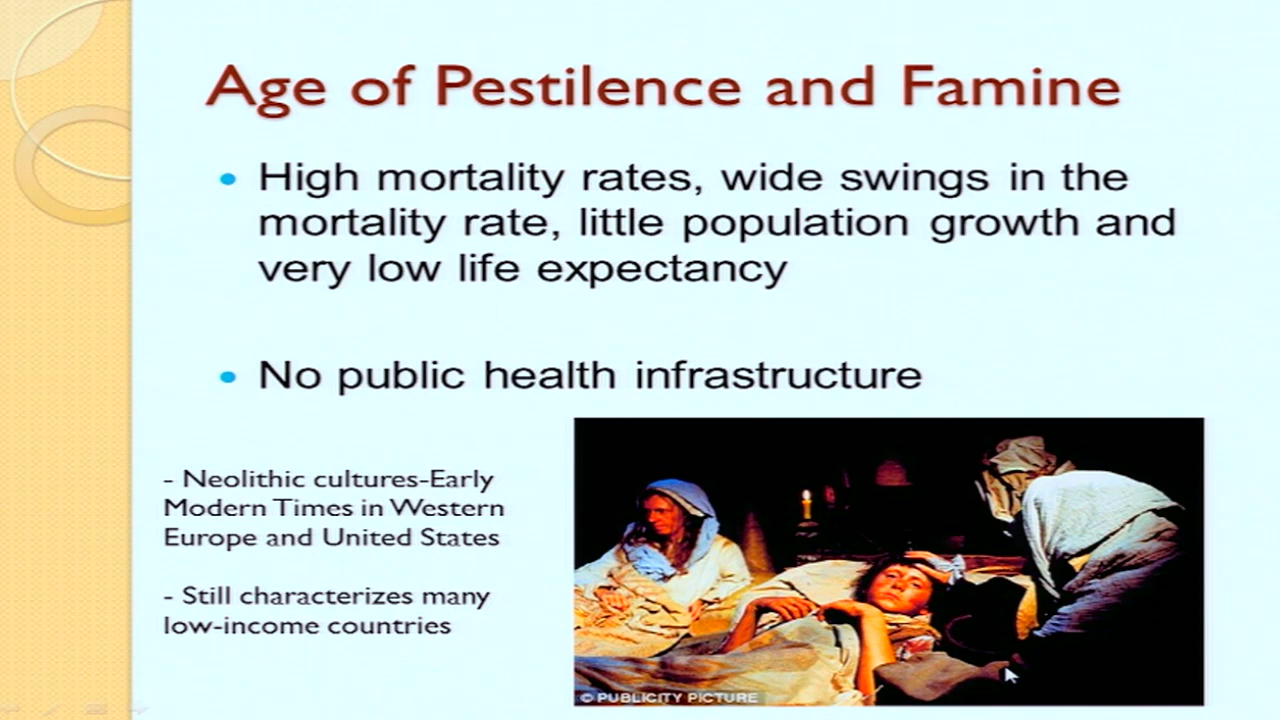 Age of Pestilence and Famine
• High mortality rates, wide swings in the
mortality rate, little population growth and
very low life expectancy
• No public health infrastructure
- Neolithic cultures-Early
Modern Times in Western
Europe and United States
- Still characterizes many
low-income countries
© PUBLICITY PICTURE